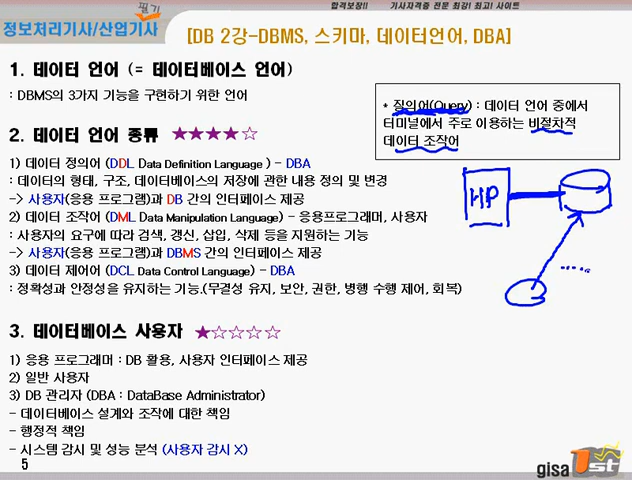 합격보장!! 기사자격증 전문 최강! 최고! 사이트
필기
정보처리기사/산업기사
[DB 2강-DBMS, 스키마, 데이터언어, DBA]
1. 데이터 언어 (= 데이터베이스 언어)
: DBMS의 3가지 기능을 구현하기 위한 언어
* 질의어(Query) : 데이터 언어 중에서
터미널에서 주로 이용하는 비절차적
데이터 조작어
2. 데이터 언어 종류 ★★★★☆
1) 데이터 정의어 (DDL Data Definition Language) - DBA
: 데이터의 형태, 구조, 데이터베이스의 저장에 관한 내용 정의 및 변경
-> 사용자(응용 프로그램)과 DB 간의 인터페이스 제공
2) 데이터 조작어 (DML Data Manipulation Language) - 응용프로그래머, 사용자
: 사용자의 요구에 따라 검색, 갱신, 삽입, 삭제 등을 지원하는 기능
-> 사용자(응용 프로그램)과 DBMS 간의 인터페이스 제공
3) 데이터 제어어 (DCL Data Control Language) - DBA
: 정확성과 안정성을 유지하는 기능.(무결성 유지, 보안, 권한, 병행 수행 제어, 회복)
HP
3. 데이터베이스 사용자 ★☆☆☆☆
1) 응용 프로그래머 : DB 활용, 사용자 인터페이스 제공
2) 일반 사용자
3) DB 관리자 (DBA : DataBase Administrator)
- 데이터베이스 설계와 조작에 대한 책임
- 행정적 책임
- 시스템 감시 및 성능 분석 (사용자 감시 X)
5
gisa 1st